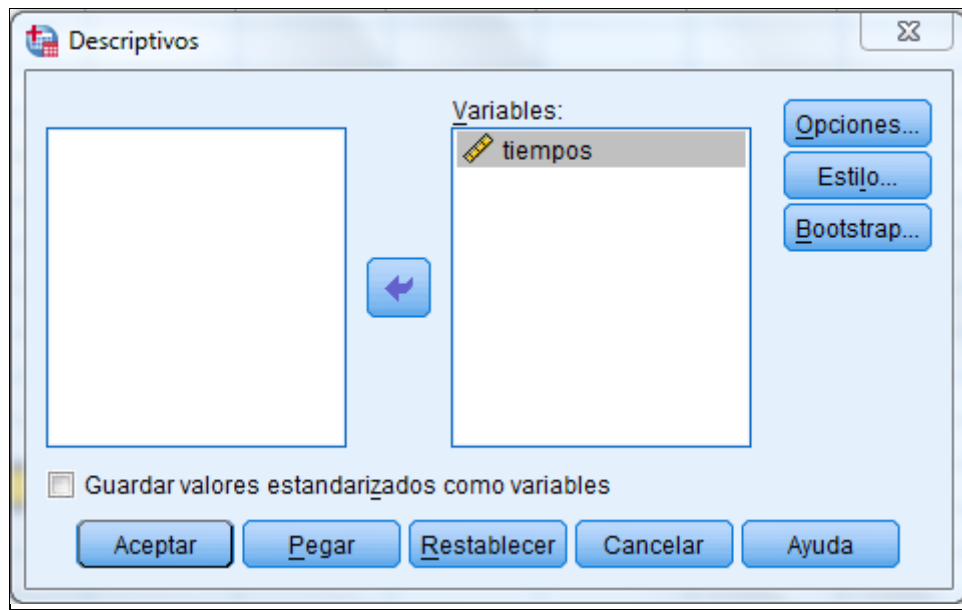 Descriptivos
Variables:
tiempos
Opciones...
Estilo...
Bootstrap...
Guardar valores estandarizados como variables
Aceptar
Pegar
Restablecer
Cancelar
Ayuda